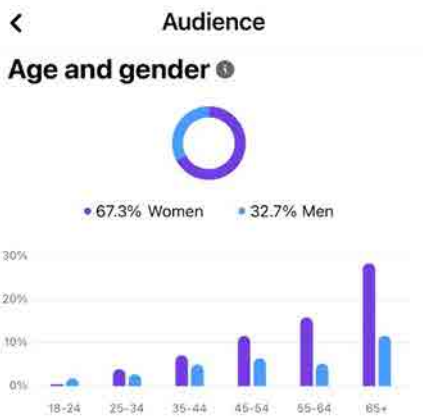 Audience
Age and gender
67.3% Women
32.7% Men
30%
20%
10%
0%
18-24 25-34 35-44 45-54 55-64 65+